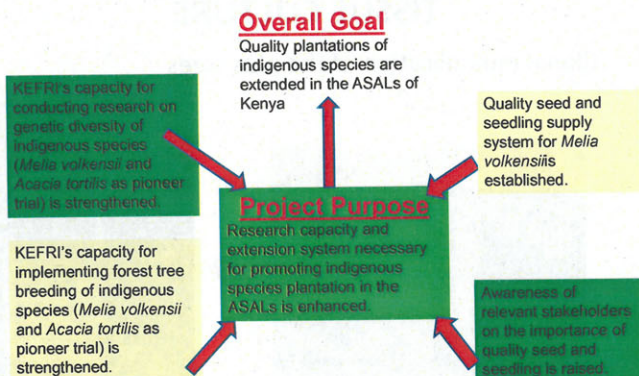 Overall Goal
Quality plantations of
indigenous species are
extended in the ASALs of
Kenya
KEFRI's capacity for
conducting research on
genetic diversity of
indigenous species
(Melia volkensii and
Acacia tortilis as pioneer
trial) is strengthened.
Quality seed and
seedling supply
system for Melia
volkensiiis
established.
Project Purpose
Research capacity and
extension system necessary
for promoting indigenous
species plantation in the
ASALs is enhanced.
KEFRI's capacity for
implementing forest tree
breeding of indigenous
species (Melia volkensii
and Acacia tortilis as
pioneer trial) is
strengthened.
Awareness of
relevant stakeholders
on the importance of
quality seed and
seedling is raised.